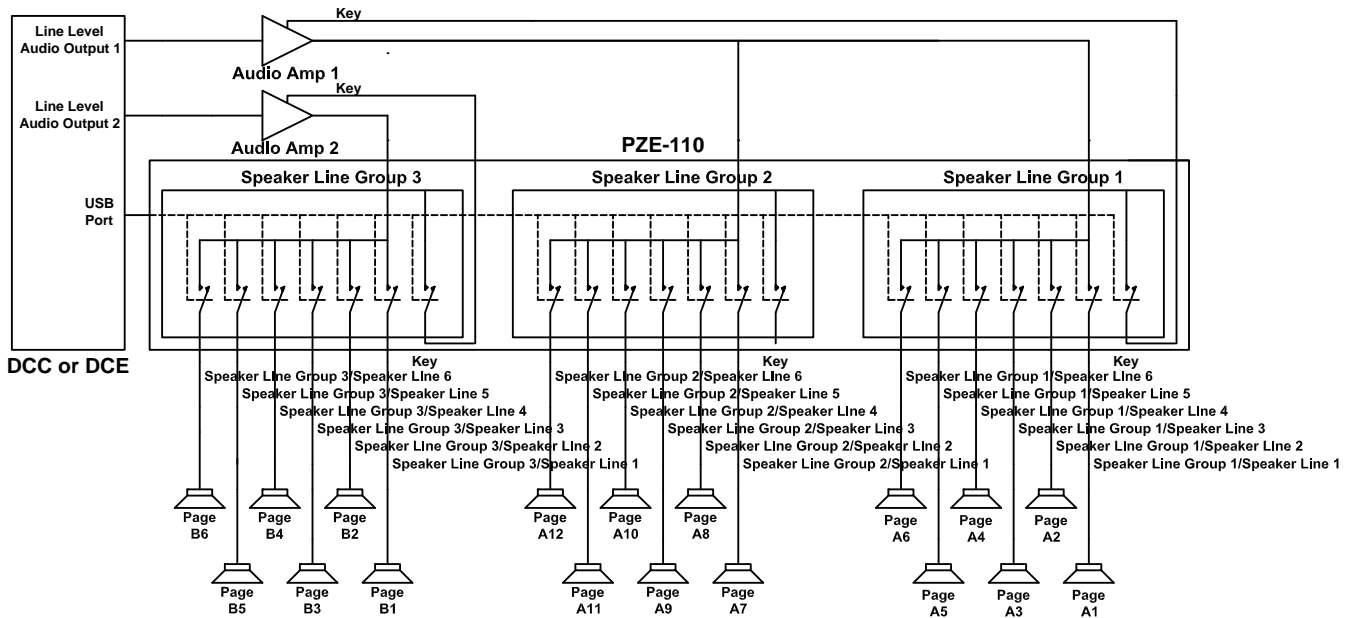 Key
Line Level
Audio Output 1
Audio Amp 1
Key
Line Level
Audio Output 2
Audio Amp 2
PZE-110
Speaker Line Group 3
Speaker Line Group 2
Speaker Line Group 1
USB
Port
DCC or DCE
Key
Key
Key
Speaker LIne Group 3/Speaker LIne 6
Speaker Line Group 3/Speaker Line 5
Speaker LIne Group 3/Speaker LIne 4
Speaker Line Group 3/Speaker Line 3
Speaker LIne Group 3/Speaker LIne 2
Speaker Line Group 3/Speaker Line 1
Speaker LIne Group 2/Speaker LIne 6
Speaker Line Group 2/Speaker Line 5
Speaker LIne Group 2/Speaker LIne 4
Speaker Line Group 2/Speaker LIne 3
Speaker LIne Group 2/Speaker LIne 2
Speaker Line Group 2/Speaker Line 1
Speaker LIne Group 1/Speaker LIne 6
Speaker Line Group 1/Speaker Line 5
Speaker LIne Group 1/Speaker LIne 4
Speaker Line Group 1/Speaker LIne 3
Speaker LIne Group 1/Speaker LIne 2
Speaker Line Group 1/Speaker Line 1
Page
B6
Page
B4
Page
B2
Page
A12
Page
A10
Page
A8
Page
A6
Page
A4
Page
A2
Page
B5
Page
B3
Page
B1
Page
A11
Page
A9
Page
A7
Page
A5
Page
A3
Page
A1